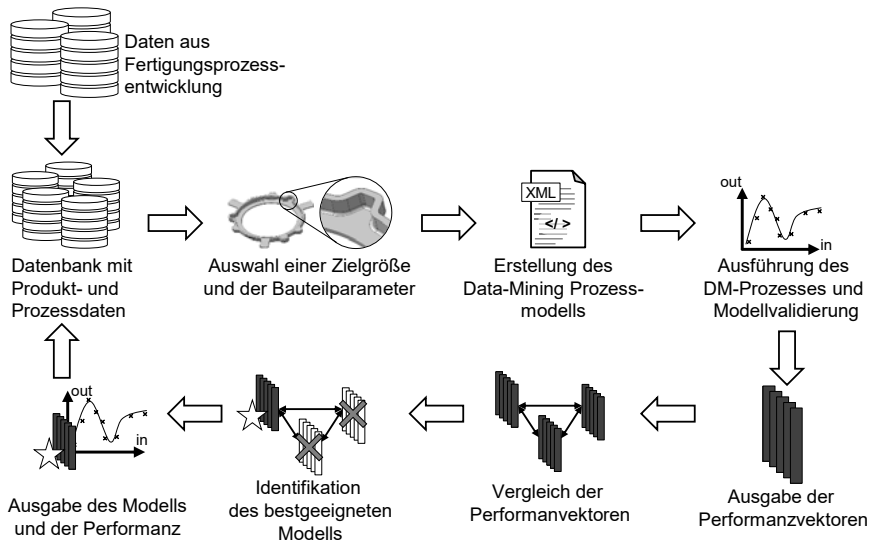 Daten aus
Fertigungsprozess-
entwicklung
Datenbank mit
Produkt- und
Prozessdaten
Auswahl einer Zielgröße
und der Bauteilparameter
XML
</>
Erstellung des
Data-Mining Prozess-
modells
out
in
Ausführung des
DM-Prozesses und
Modellvalidierung
Ausgabe der
Performanzvektoren
Vergleich der
Performanvektoren
Identifikation
des bestgeeigneten
Modells
out
in
Ausgabe des Modells
und der Performanz